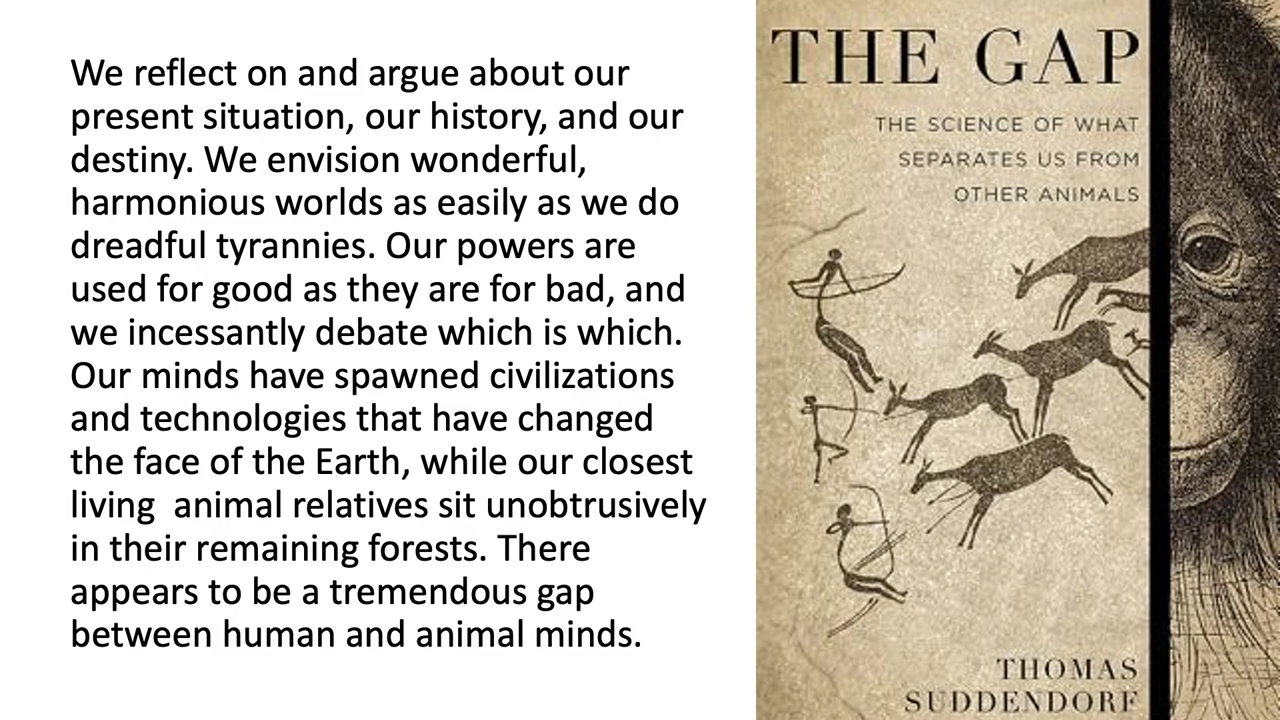 We reflect on and argue about our
present situation, our history, and our
destiny. We envision wonderful,
harmonious worlds as easily as we do
dreadful tyrannies. Our powers are
used for good as they are for bad, and
we incessantly debate which is which.
Our minds have spawned civilizations
and technologies that have changed
the face of the Earth, while our closest
living  animal relatives sit unobtrusively
in their remaining forests. There
appears to be a tremendous gap
between human and animal minds.
THE GAP
THE SCIENCE OF WHAT
SEPARATES US FROM
OTHER ANIMALS
THOMAS
SUDDENDORF